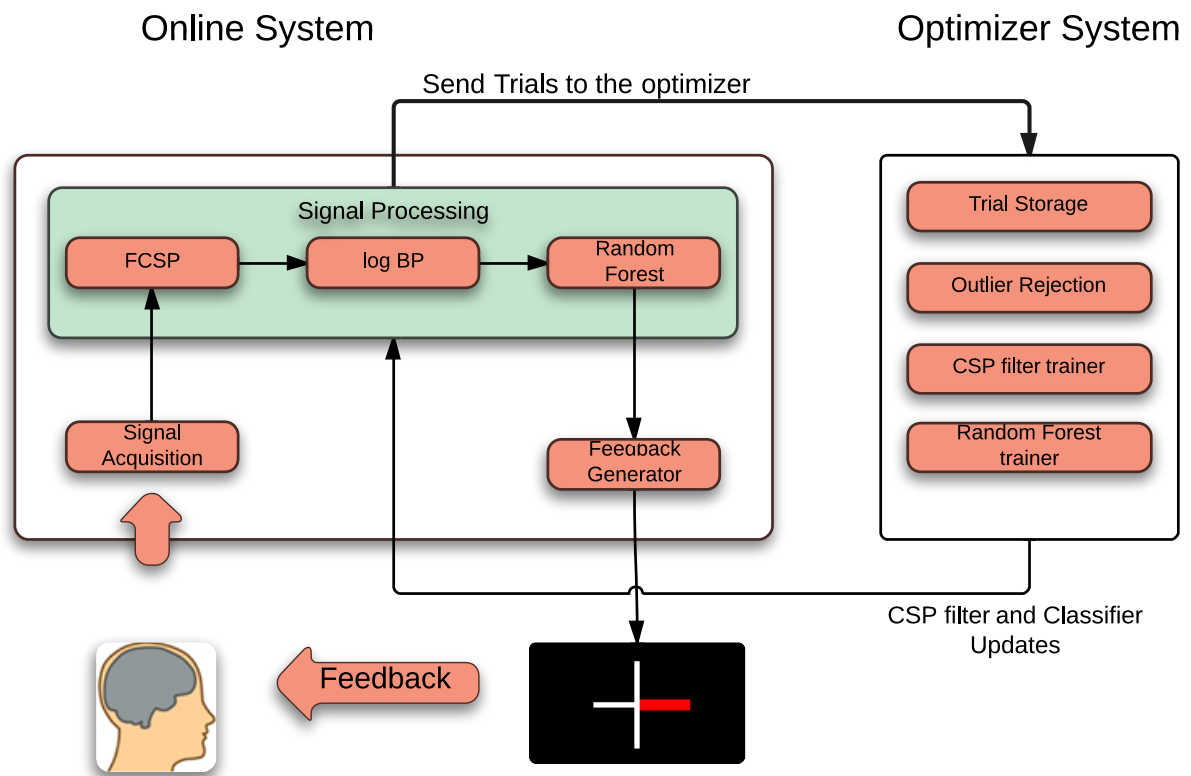 Online System
Optimizer System
Send Trials to the optimizer
Signal Processing
FCSP
log BP
Random
Forest
Signal
Acquisition
Feedback
Generator
Trial Storage
Outlier Rejection
CSP filter trainer
Random Forest
trainer
CSP filter and Classifier
Updates
Feedback